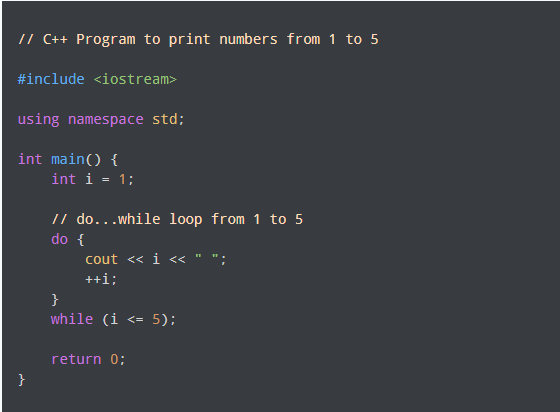 // C++ Program to print numbers from 1 to 5
#include <iostream>
using namespace std;
int main() {
    int i = 1;
    // do...while loop from 1 to 5
    do {
        cout << i << " ";
        ++i;
    }
    while (i <= 5);
    return 0;
}